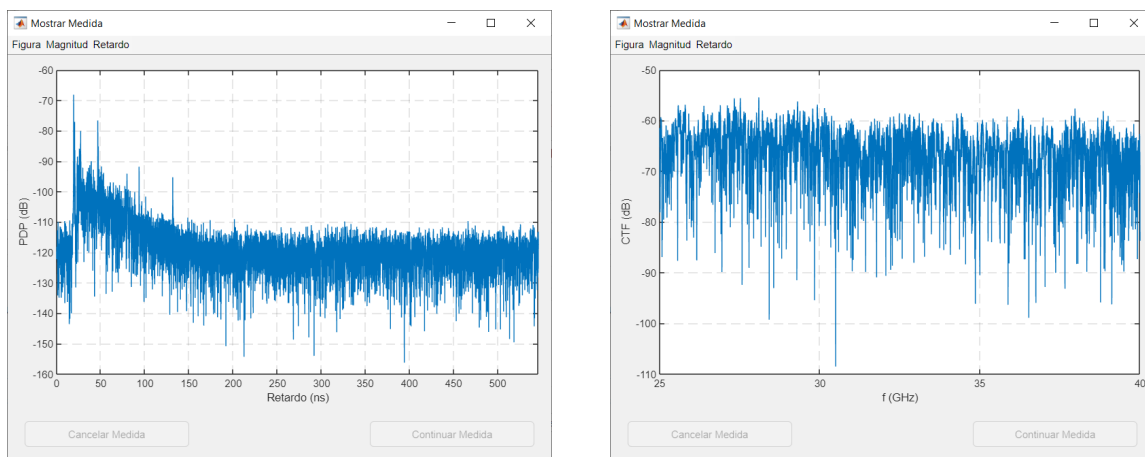 Mostrar Medida
Figura Magnitud Retardo
-60
-70
-80
-90
-100
-110
-120
-130
-140
-150
-160
PDP (dB)
0 50 100 150 200 250 300 350 400 450 500
Retardo (ns)
Cancelar Medida Continuar Medida
Mostrar Medida
Figura Magnitud Retardo
-50
-60
-70
-80
-90
-100
-110
CTF (dB)
25 30 35 40
f (GHz)
Cancelar Medida Continuar Medida